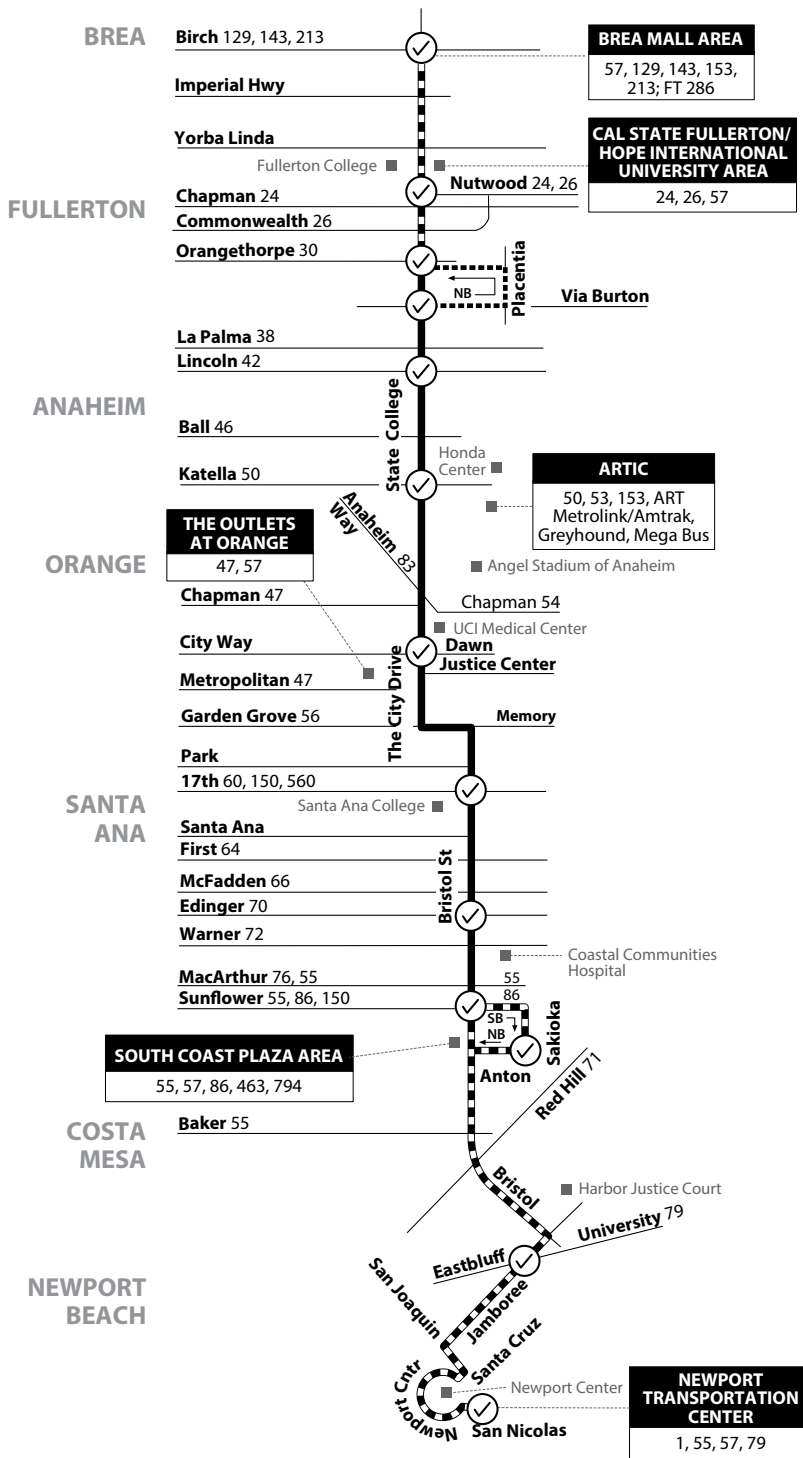 BREA
Birch 129, 143, 213
BREA MALL AREA
57, 129, 143, 153,
213; FT 286
Imperial Hwy
Yorba Linda
Fullerton College
CAL STATE FULLERTON/
HOPE INTERNATIONAL
UNIVERSITY AREA
24, 26, 57
Nutwood 24, 26
FULLERTON
Chapman 24
Commonwealth 26
Orangethorpe 30
NB
Placentia
Via Burton
La Palma 38
Lincoln 42
State College
ANAHEIM
Ball 46
Honda
Center
Katella 50
ARTIC
50, 53, 153, ART
Metrolink/Amtrak,
Greyhound, Mega Bus
Anaheim 83
Way
THE OUTLETS
AT ORANGE
47, 57
ORANGE
Angel Stadium of Anaheim
Chapman 47
Chapman 54
UCI Medical Center
City Way
Dawn
Justice Center
The City Drive
Metropolitan 47
Garden Grove 56
Memory
Park
17th 60, 150, 560
SANTA
ANA
Santa Ana College
Santa Ana
First 64
Bristol St
McFadden 66
Edinger 70
Warner 72
Coastal Communities
Hospital
MacArthur 76, 55
55
Sunflower 55, 86, 150
86
SB
NB
Sakioka
Anton
SOUTH COAST PLAZA AREA
55, 57, 86, 463, 794
Red Hill 71
COSTA
MESA
Baker 55
Bristol
Harbor Justice Court
University 79
Eastbluff
NEWPORT
BEACH
San Joaquin
Jamboree
Santa Cruz
Newport Cntr
Newport Center
San Nicolas
NEWPORT
TRANSPORTATION
CENTER
1, 55, 57, 79